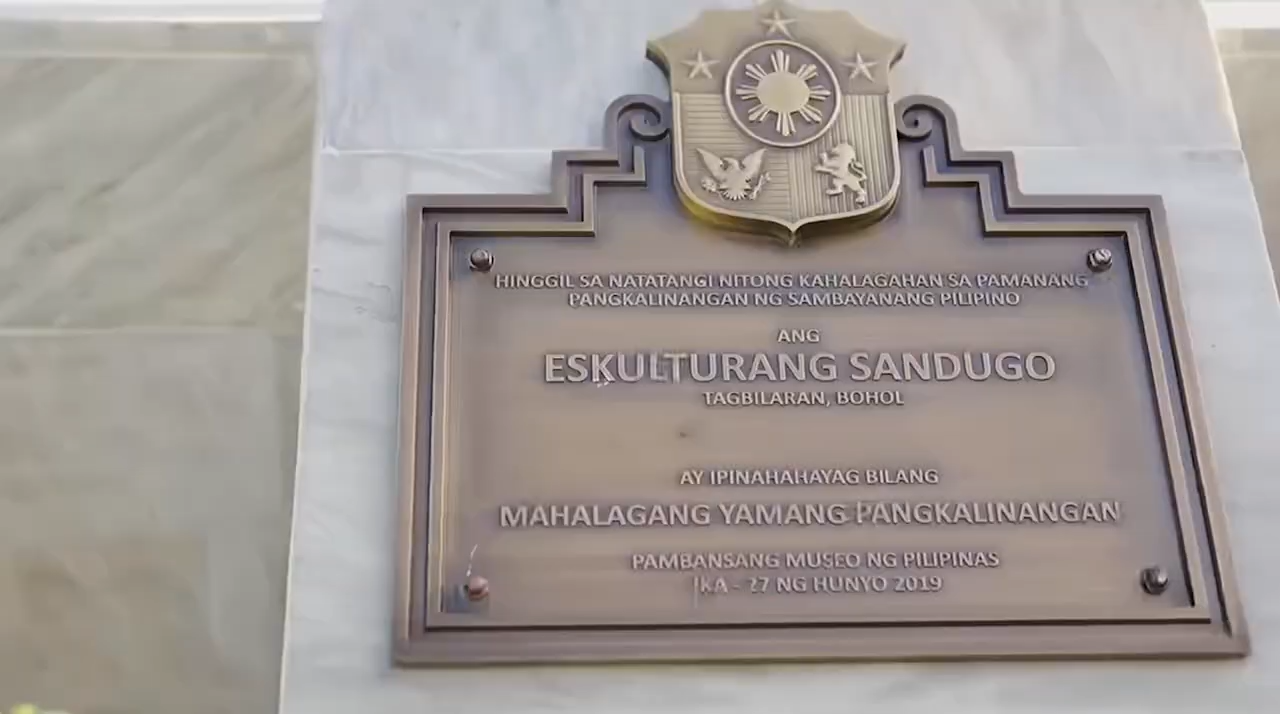 HINGGIL SA NATATANGI NITONG KAHALAGAHAN SA PAMANANG
PANGKALINANGAN NG SAMBAYANANG PILIPINO
ANG
ESKULTURANG SANDUGO
TAGBILARAN, BOHOL
AY IPINAHAHAYAG BILANG
MAHALAGANG YAMANG PANGKALINANGAN
PAMBANSANG MUSEO NG PILIPINAS
IKA - 27 NG HUNYO 2019